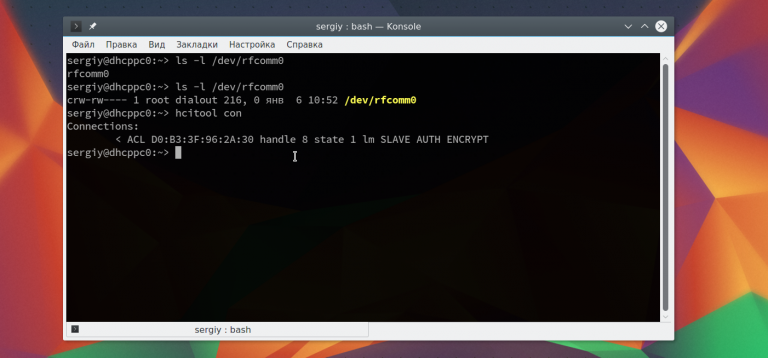 sergiy : bash — Konsole
Файл Правка Вид Закладки Настройка Справка
sergiy@dhcppc0:~> ls -l /dev/rfcomm0
rfcomm0
sergiy@dhcppc0:~> ls -l /dev/rfcomm0
crw-rw---- 1 root dialout 216, 0 янв  6 10:52 /dev/rfcomm0
sergiy@dhcppc0:~> hcitool con
Connections:
        < ACL D0:B3:3F:96:2A:30 handle 8 state 1 lm SLAVE AUTH ENCRYPT
sergiy@dhcppc0:~>
sergiy : bash